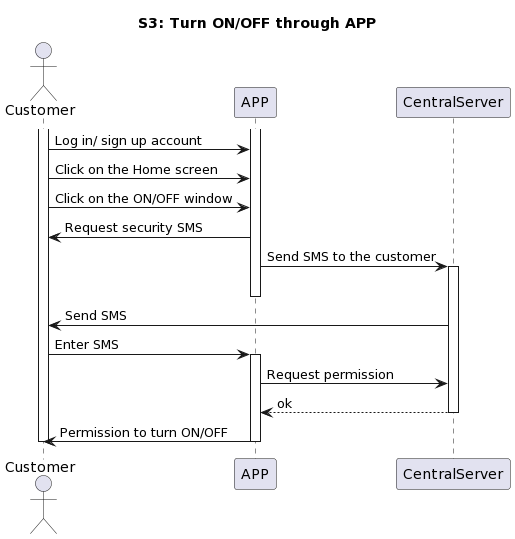 S3: Turn ON/OFF through APP
Customer
APP
CentralServer
Log in/ sign up account
Click on the Home screen
Click on the ON/OFF window
Request security SMS
Send SMS to the customer
Send SMS
Enter SMS
Request permission
ok
Permission to turn ON/OFF
Customer
APP
CentralServer